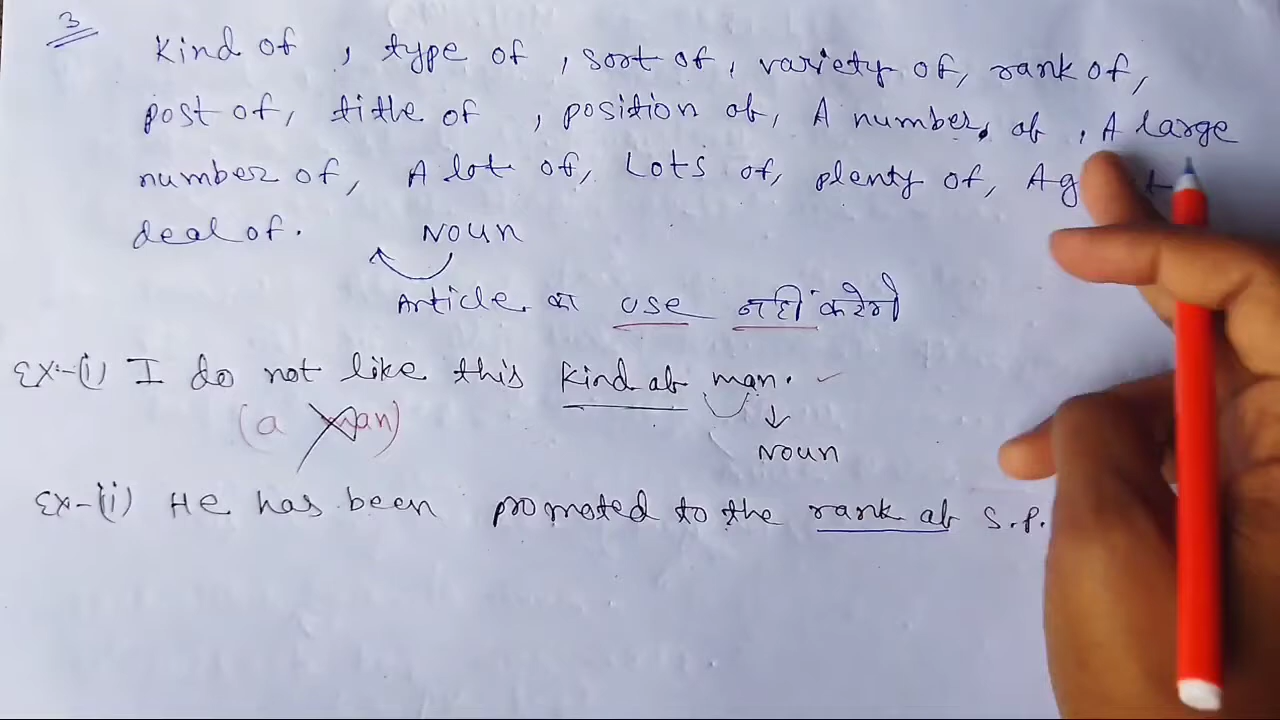 3
Kind of, type of, sort of, variety of, rank of,
post of, title of, position of, A number of, A large
number of, A lot of, Lots of, plenty of,
deal of. Noun
Article का use नहीं करेगें
Ex-(i) I do not like this kind of man.
(a man)
Noun
Ex-(ii) He has been promoted to the rank of S.P.